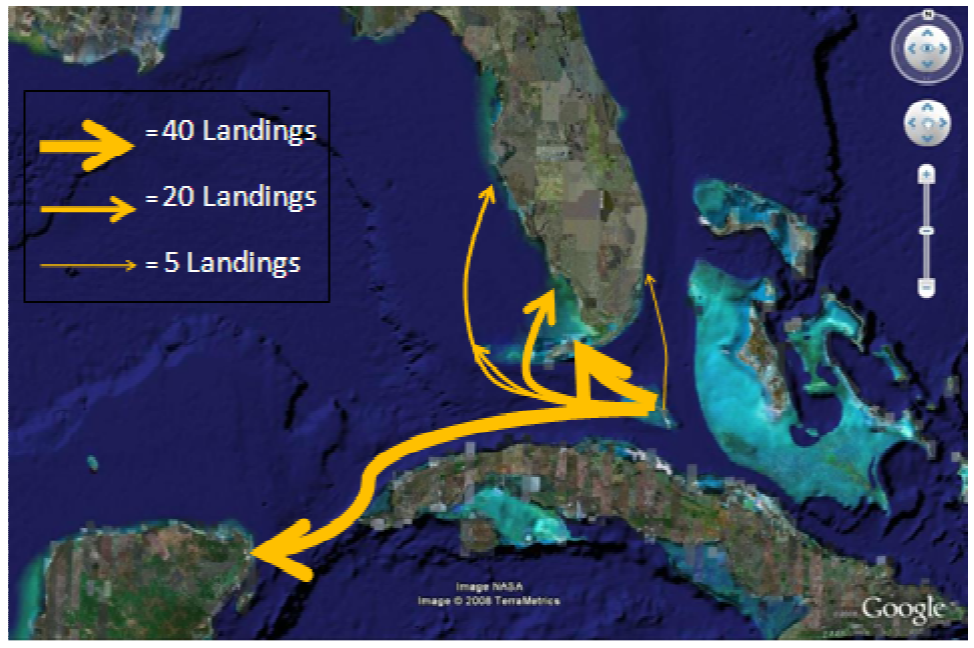 N
= 40 Landings
= 20 Landings
= 5 Landings
Image NASA
Image © 2008 TerraMetrics
Google